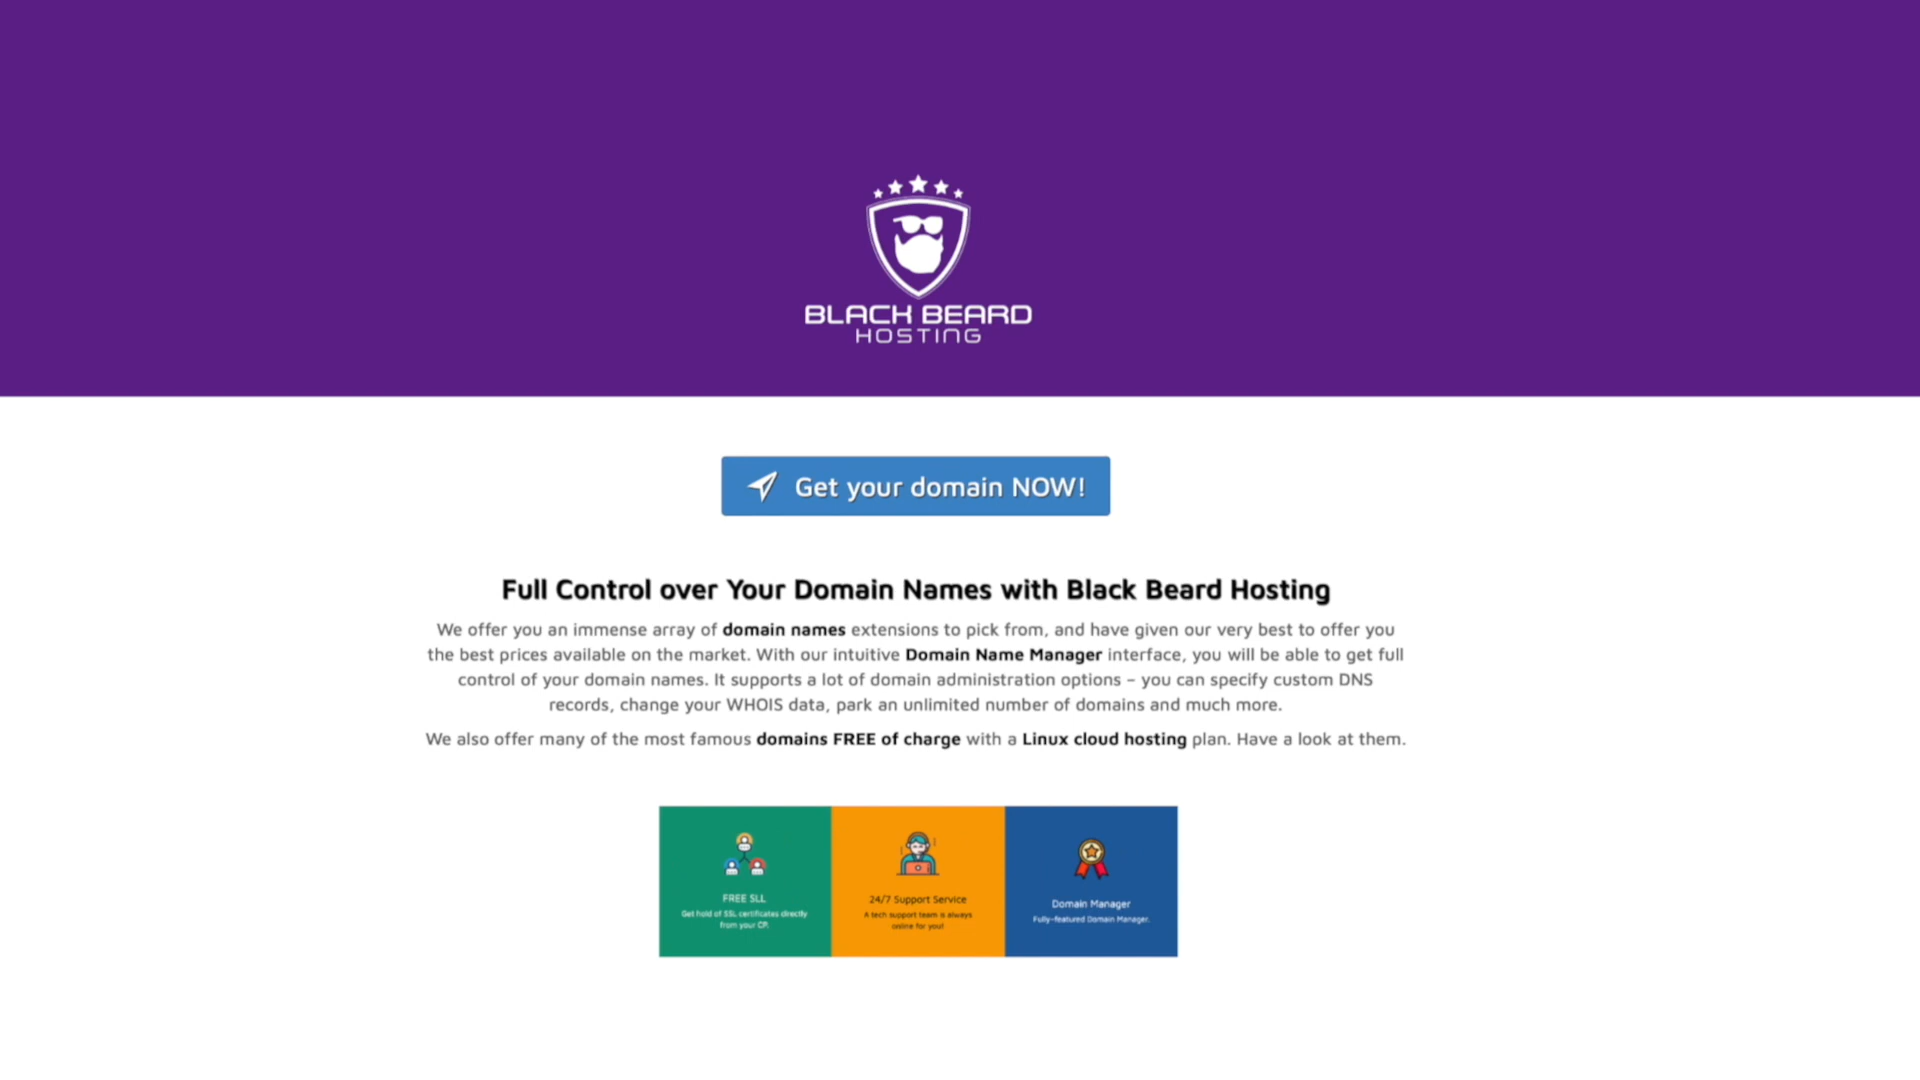 BLACK BEARD
HOSTING
Get your domain NOW!
Full Control over Your Domain Names with Black Beard Hosting
We offer you an immense array of domain names extensions to pick from, and have given our very best to offer you
the best prices available on the market. With our intuitive Domain Name Manager interface, you will be able to get full
control of your domain names. It supports a lot of domain administration options – you can specify custom DNS
records, change your WHOIS data, park an unlimited number of domains and much more.
We also offer many of the most famous domains FREE of charge with a Linux cloud hosting plan. Have a look at them.
FREE SLL
Get hold of SSL certificates directly
from your CP.
24/7 Support Service
A tech support team is always
online for you!
Domain Manager
Fully-featured Domain Manager.